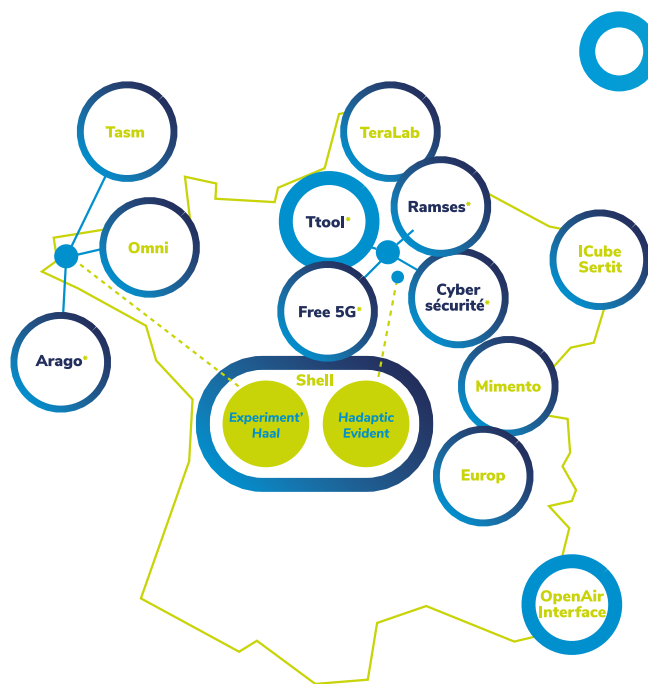 Tasm
TeraLab
Ramses*
Ttool*
Omni
ICube
Sertit
Cyber
sécurité*
Free 5G*
Arago*
Shell
Mimento
Experiment'
Haal
Hadaptic
Evident
Europ
OpenAir
Interface